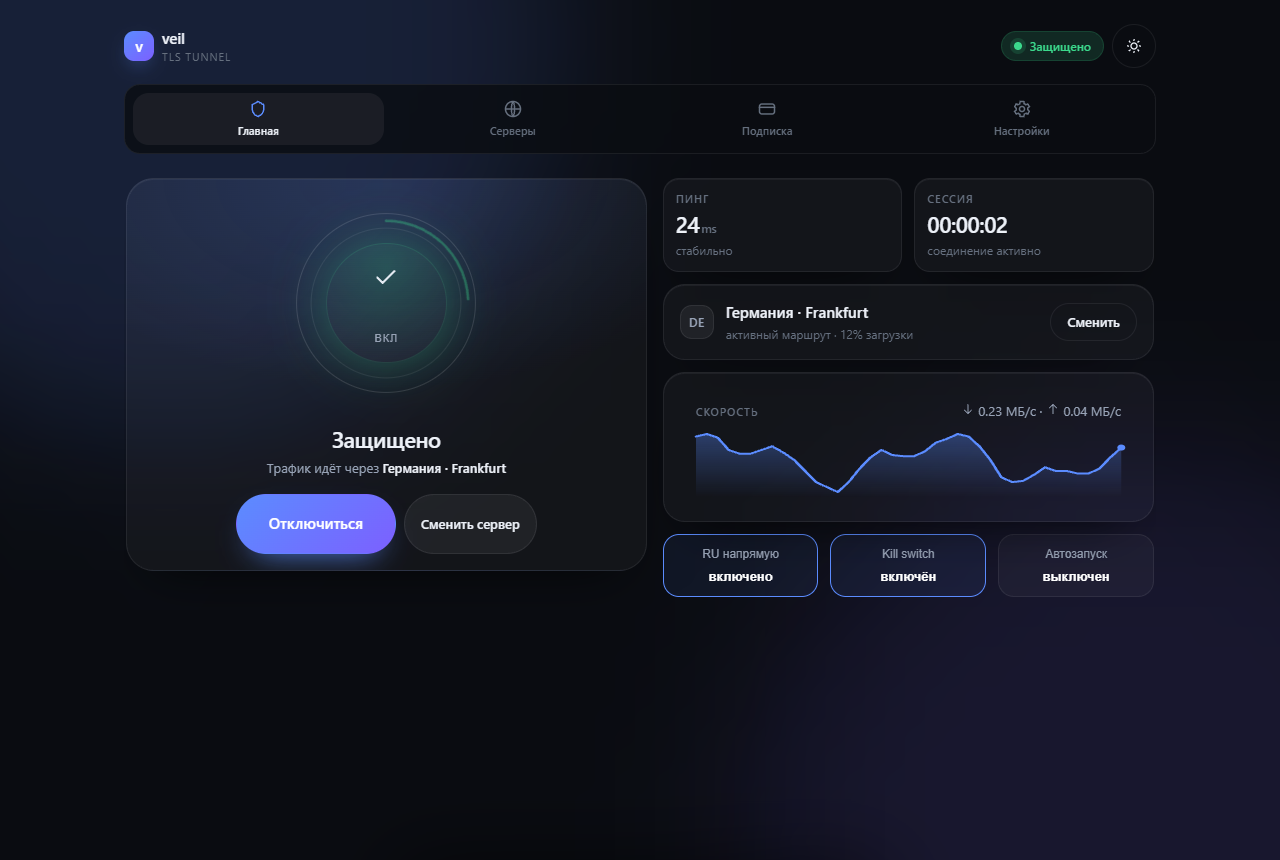 v
veil
TLS TUNNEL
Защищено
Главная
Серверы
Подписка
Настройки
ВКЛ
Защищено
Трафик идёт через Германия · Frankfurt
Отключиться
Сменить сервер
ПИНГ
24 ms
стабильно
СЕССИЯ
00:00:02
соединение активно
DE
Германия · Frankfurt
активный маршрут · 12% загрузки
Сменить
СКОРОСТЬ
↓ 0.23 МБ/с · ↑ 0.04 МБ/с
RU напрямую
включено
Kill switch
включён
Автозапуск
выключен